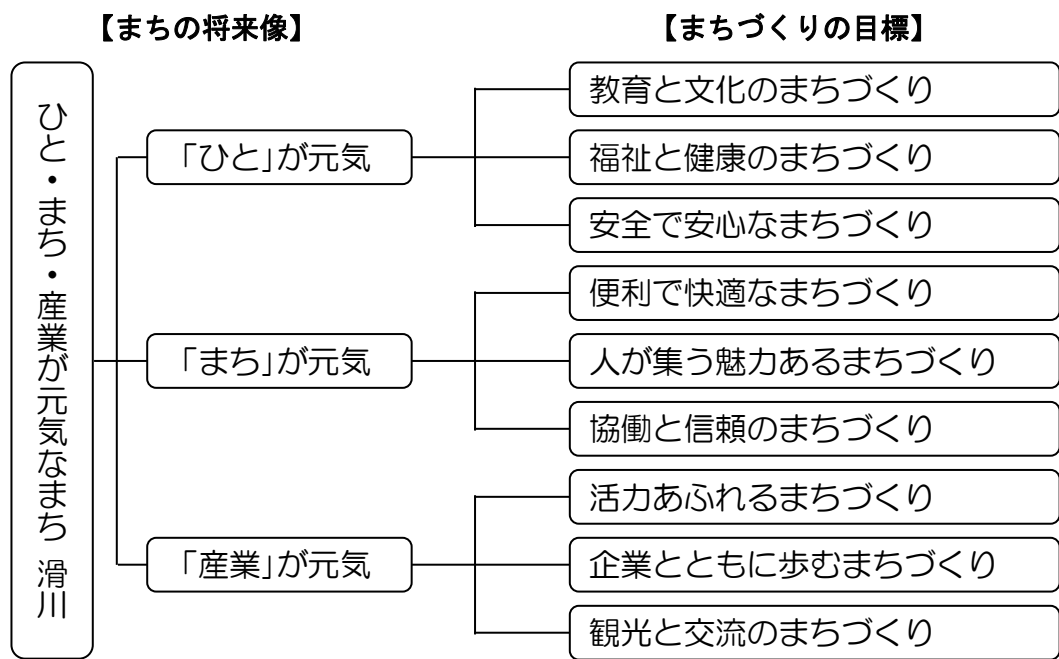 【まちの将来像】
【まちづくりの目標】
ひと・まち・産業が元気なまち 滑川
「ひと」が元気
教育と文化のまちづくり
福祉と健康のまちづくり
安全で安心なまちづくり
「まち」が元気
便利で快適なまちづくり
人が集う魅力あるまちづくり
協働と信頼のまちづくり
「産業」が元気
活力あふれるまちづくり
企業とともに歩むまちづくり
観光と交流のまちづくり